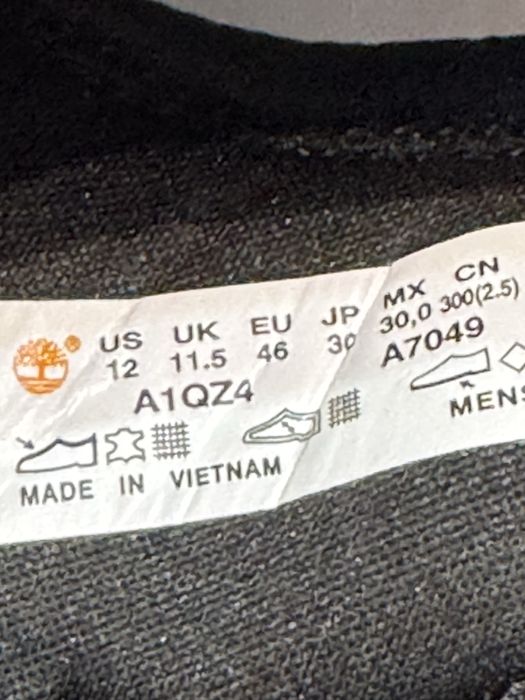 US UK EU JP MX CN
12 11.5 46 30 30,0 300(2.5)
A1QZ4 A7049
MENS
MADE IN VIETNAM